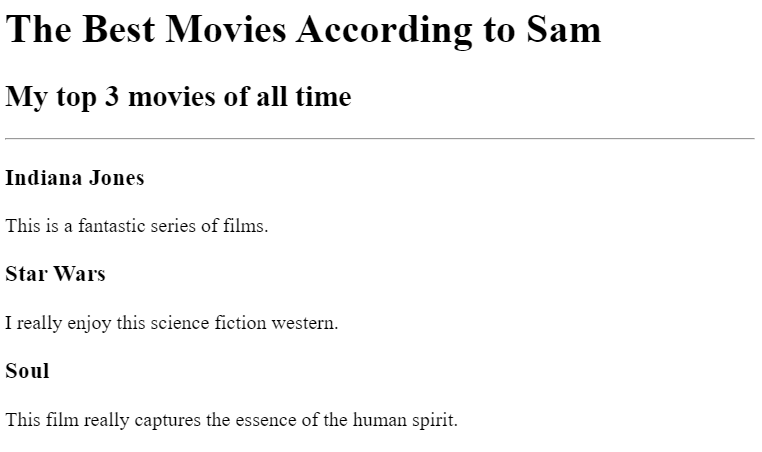 The Best Movies According to Sam
My top 3 movies of all time
Indiana Jones
This is a fantastic series of films.
Star Wars
I really enjoy this science fiction western.
Soul
This film really captures the essence of the human spirit.